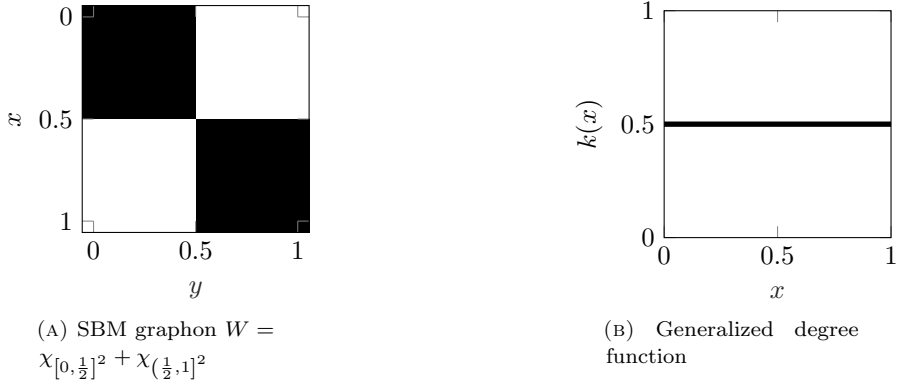 0
0.5
1
x
0
0.5
1
y
(A) SBM graphon W =
χ[0,½]² + χ(½,1]²
1
0.5
0
k(x)
0
0.5
1
x
(B) Generalized degree
function